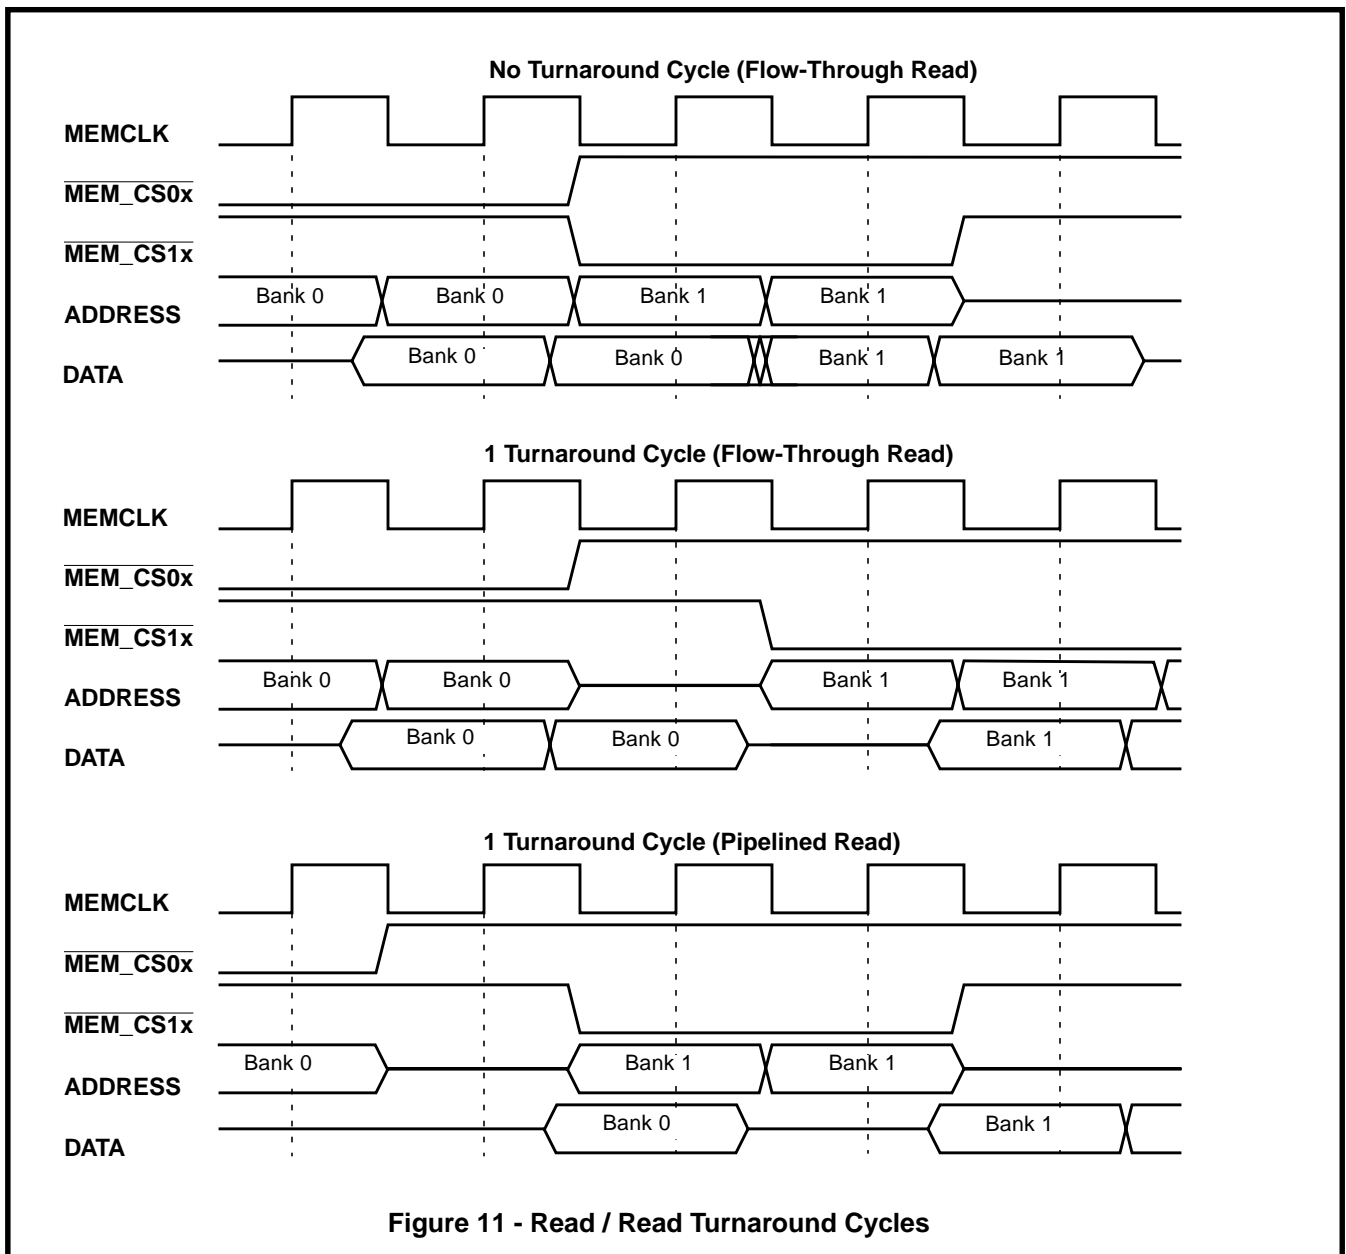 No Turnaround Cycle (Flow-Through Read)
MEMCLK
MEM_CS0x
MEM_CS1x
Bank 0 Bank 0 Bank 1 Bank 1
ADDRESS
Bank 0 Bank 0 Bank 1 Bank 1
DATA
1 Turnaround Cycle (Flow-Through Read)
MEMCLK
MEM_CS0x
MEM_CS1x
Bank 0 Bank 0 Bank 1 Bank 1
ADDRESS
Bank 0 Bank 0 Bank 1
DATA
1 Turnaround Cycle (Pipelined Read)
MEMCLK
MEM_CS0x
MEM_CS1x
Bank 0 Bank 1 Bank 1
ADDRESS
Bank 0 Bank 1
DATA
Figure 11 - Read / Read Turnaround Cycles